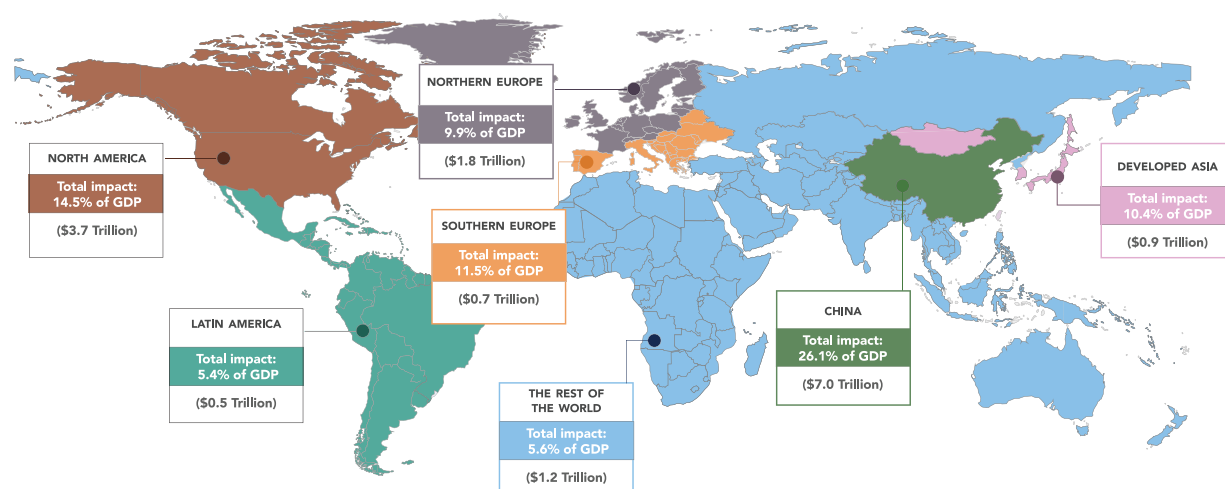 NORTHERN EUROPE
Total impact:
9.9% of GDP
($1.8 Trillion)
NORTH AMERICA
Total impact:
14.5% of GDP
($3.7 Trillion)
DEVELOPED ASIA
Total impact:
10.4% of GDP
($0.9 Trillion)
SOUTHERN EUROPE
Total impact:
11.5% of GDP
($0.7 Trillion)
LATIN AMERICA
Total impact:
5.4% of GDP
($0.5 Trillion)
CHINA
Total impact:
26.1% of GDP
($7.0 Trillion)
THE REST OF
THE WORLD
Total impact:
5.6% of GDP
($1.2 Trillion)